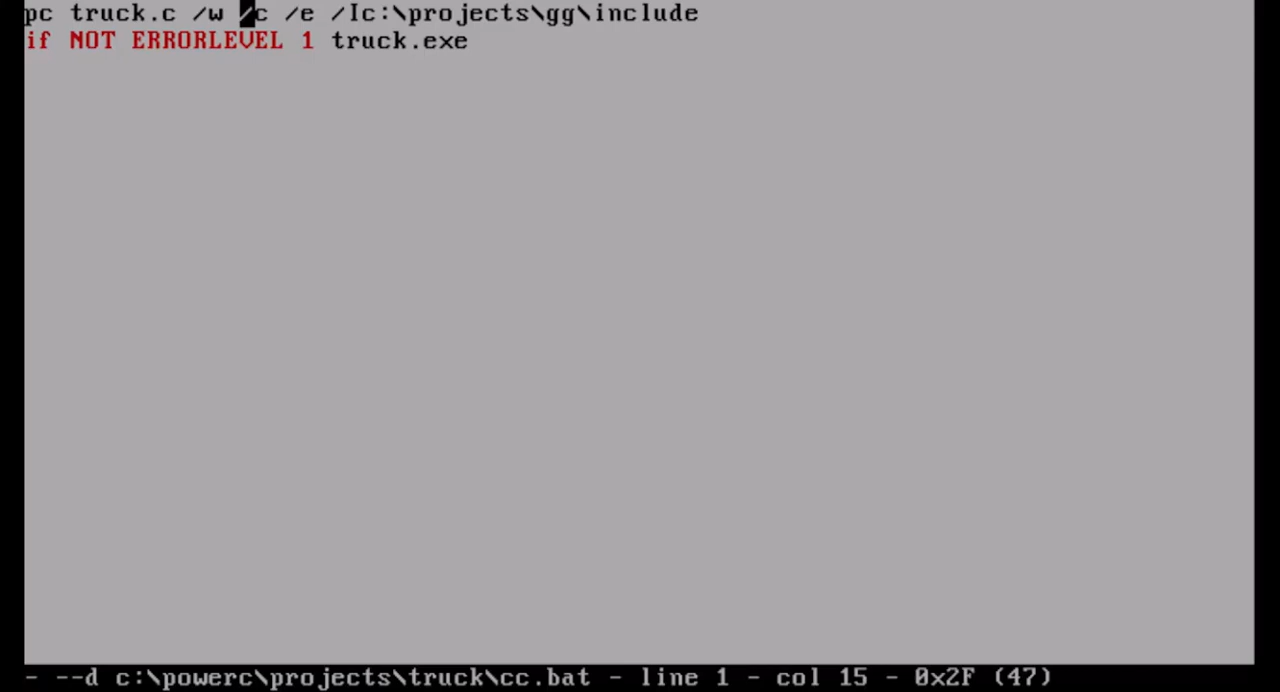 pc truck.c /w /c /e /Ic:\projects\gg\include
if NOT ERRORLEVEL 1 truck.exe
- --d c:\powerc\projects\truck\cc.bat - line 1 - col 15 - 0x2F (47)